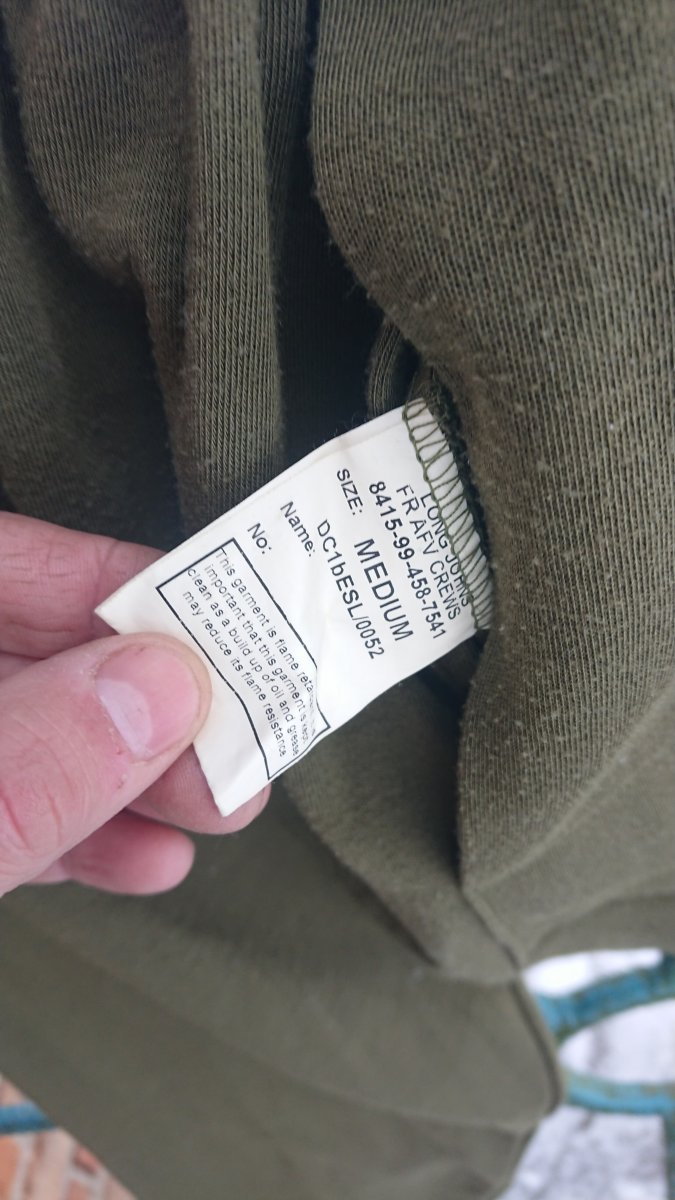 LONG JOHNS
FR AFV CREWS
8415-99-458-7541
SIZE: MEDIUM
DC1bESL/0052
Name:
No:
This garment is flame
important that this garment is kept
clean as a build up of oil and grease
may reduce its flame resistance